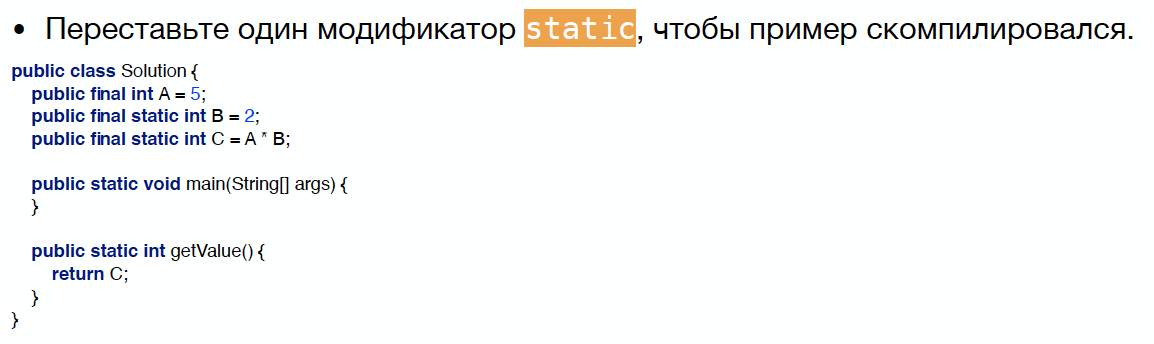 • Переставьте один модификатор static, чтобы пример скомпилировался.
public class Solution {
    public final int A = 5;
    public final static int B = 2;
    public final static int C = A * B;

    public static void main(String[] args) {
    }

    public static int getValue() {
        return C;
    }
}